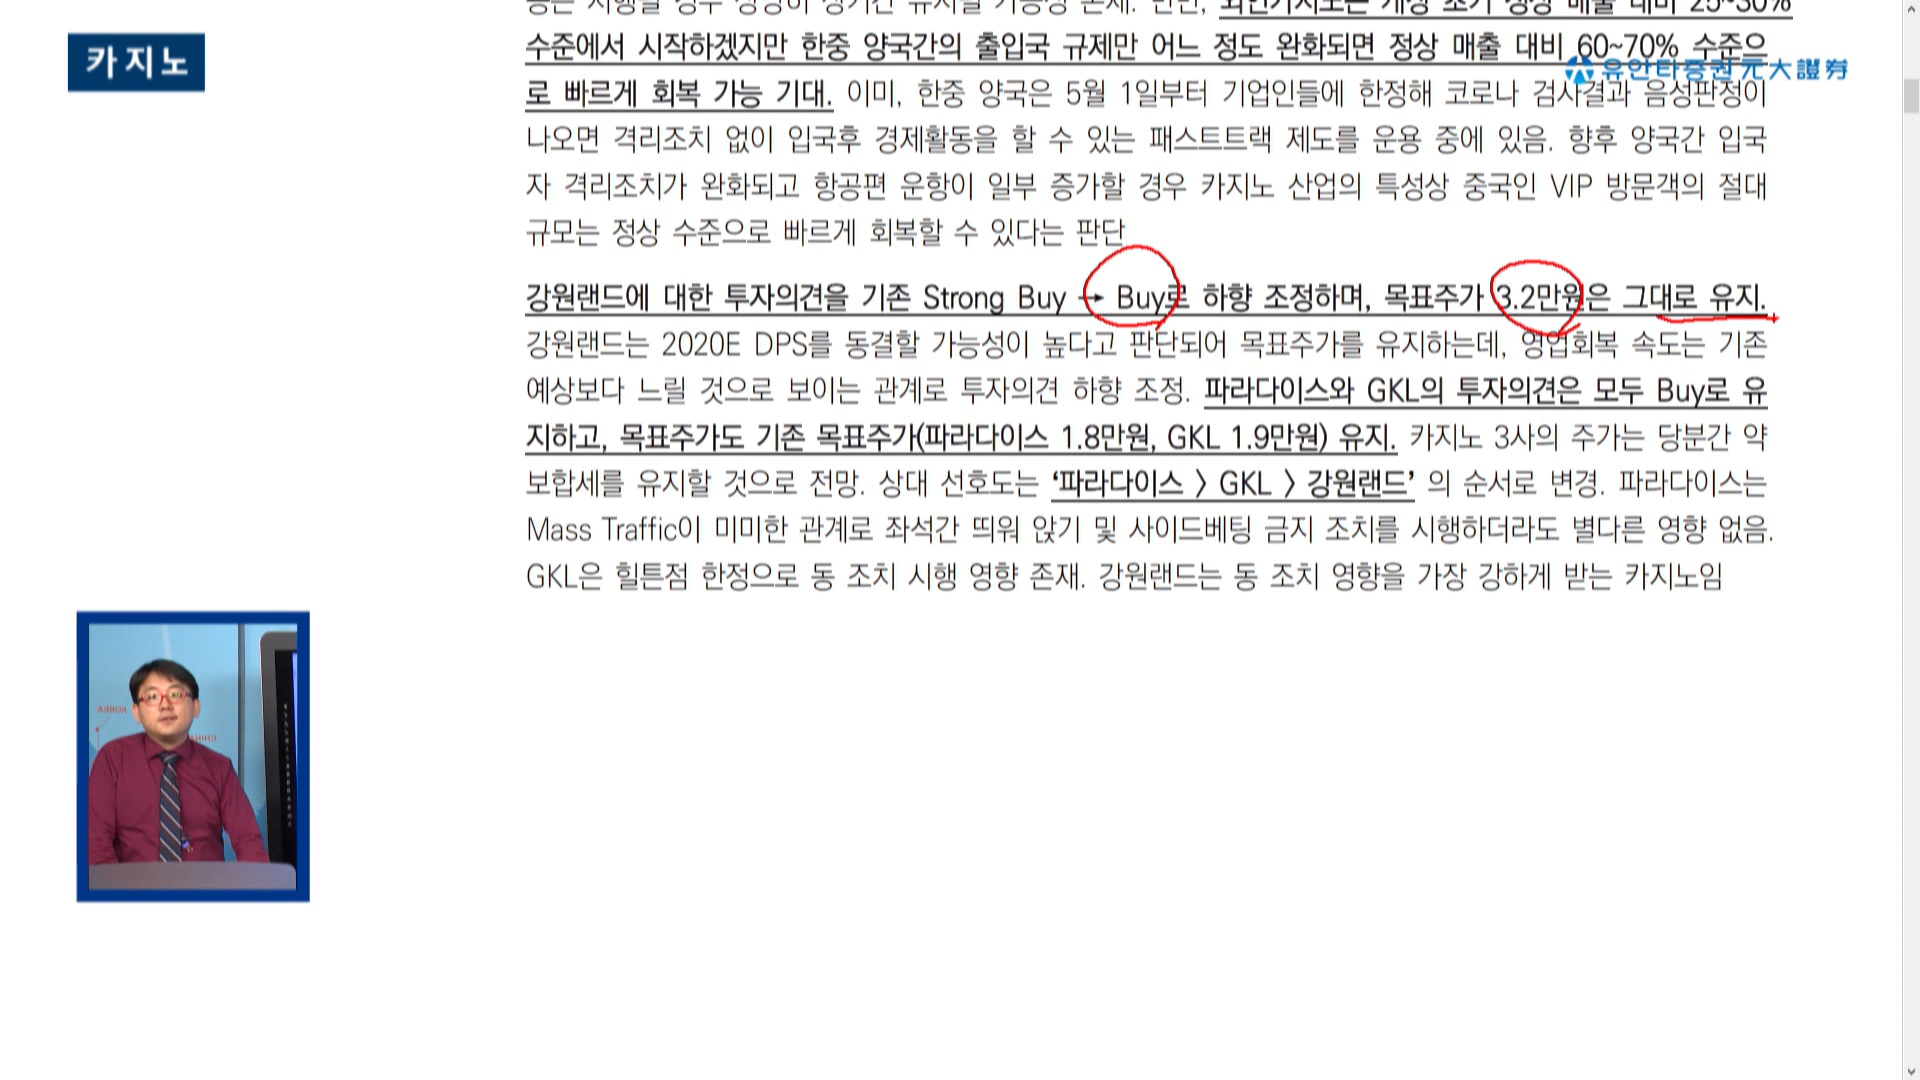 카지노
수준에서 시작하겠지만 한중 양국간의 출입국 규제만 어느 정도 완화되면 정상 매출 대비 60~70% 수준으
유안타증권 元大證券
로 빠르게 회복 가능 기대. 이미, 한중 양국은 5월 1일부터 기업인들에 한정해 코로나 검사결과 음성판정이
나오면 격리조치 없이 입국후 경제활동을 할 수 있는 패스트트랙 제도를 운용 중에 있음. 향후 양국간 입국
자 격리조치가 완화되고 항공편 운항이 일부 증가할 경우 카지노 산업의 특성상 중국인 VIP 방문객의 절대
규모는 정상 수준으로 빠르게 회복할 수 있다는 판단
강원랜드에 대한 투자의견을 기존 Strong Buy → Buy로 하향 조정하며, 목표주가 3.2만원은 그대로 유지.
강원랜드는 2020E DPS를 동결할 가능성이 높다고 판단되어 목표주가를 유지하는데, 영업회복 속도는 기존
예상보다 느릴 것으로 보이는 관계로 투자의견 하향 조정. 파라다이스와 GKL의 투자의견은 모두 Buy로 유
지하고, 목표주가도 기존 목표주가(파라다이스 1.8만원, GKL 1.9만원) 유지. 카지노 3사의 주가는 당분간 약
보합세를 유지할 것으로 전망. 상대 선호도는 ‘파라다이스 > GKL > 강원랜드’ 의 순서로 변경. 파라다이스는
Mass Traffic이 미미한 관계로 좌석간 띄워 앉기 및 사이드베팅 금지 조치를 시행하더라도 별다른 영향 없음.
GKL은 힐튼점 한정으로 동 조치 시행 영향 존재. 강원랜드는 동 조치 영향을 가장 강하게 받는 카지노임
KOREA